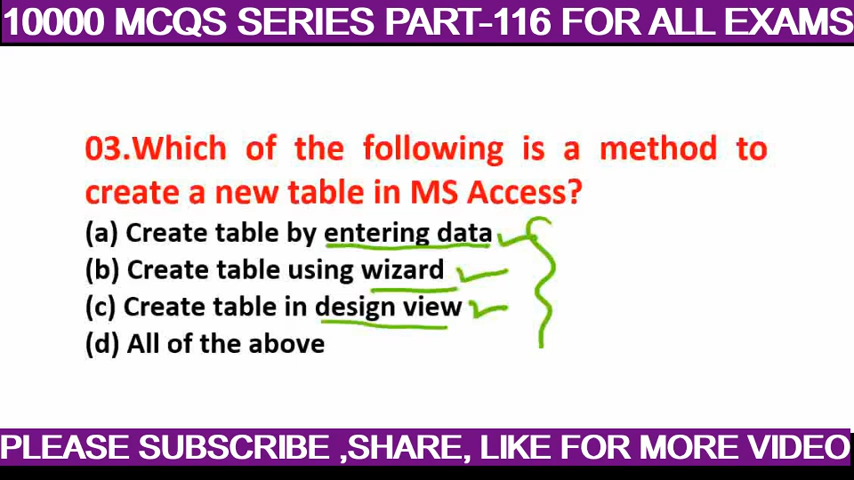 10000 MCQS SERIES PART-116 FOR ALL EXAMS
03.Which of the following is a method to
create a new table in MS Access?
(a) Create table by entering data
(b) Create table using wizard
(c) Create table in design view
(d) All of the above
PLEASE SUBSCRIBE ,SHARE, LIKE FOR MORE VIDEO